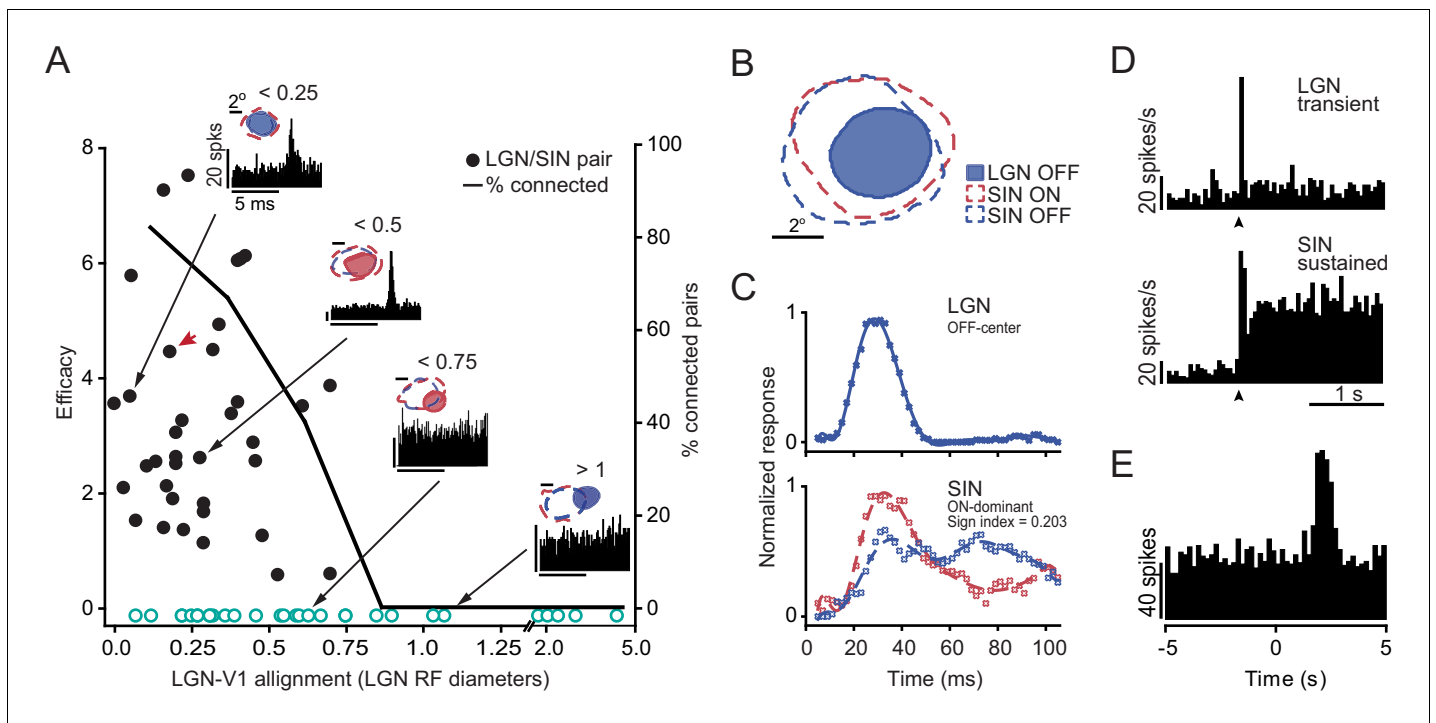 A
< 0.25
2°
20 spks
5 ms
LGN/SIN pair
% connected
< 0.5
< 0.75
> 1
8
6
4
2
0
Efficacy
100
80
60
40
20
0
% connected pairs
0.0
0.25
0.5
0.75
1.0
1.25
2.0
5.0
LGN-V1 allignment (LGN RF diameters)
B
LGN OFF
SIN ON
SIN OFF
2°
C
LGN
OFF-center
1
0
Normalized response
SIN
ON-dominant
Sign index = 0.203
1
0
0
20
40
60
80
100
Time (ms)
D
LGN
transient
20 spikes/s
SIN
sustained
20 spikes/s
1 s
E
40 spikes
-5
0
5
Time (s)